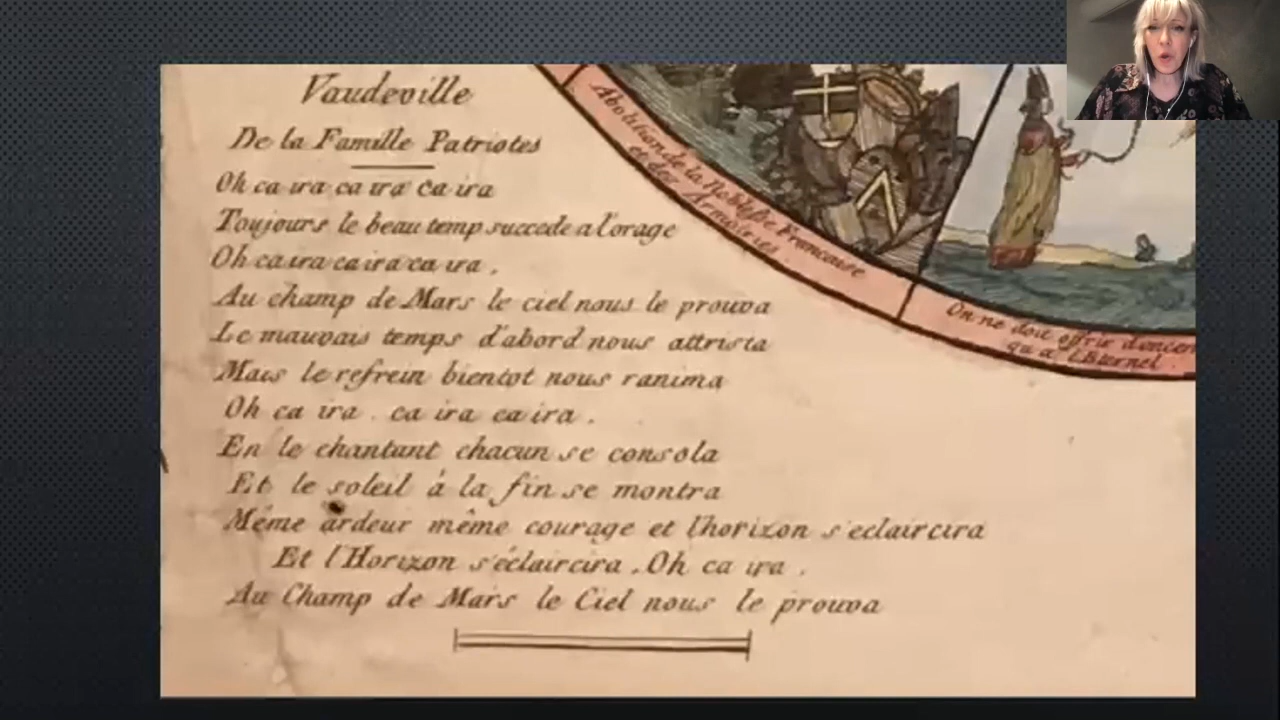 Vaudeville
De la Famille Patriotes
Oh ca ira ca ira ca ira
Toujours le beau temp succede a l'orage
Oh ca ira ca ira ca ira .
Au champ de Mars le ciel nous le prouva
Le mauvais temps d'abord nous attrista
Mais le refrein bientot nous ranima
Oh ca ira . ca ira ca ira .
En le chantant chacun se consola
Et le soleil à la fin se montra
Même ardeur même courage et l'horizon s'eclaircira
Et l'Horizon s'éclaircira . Oh ca ira .
Au Champ de Mars le Ciel nous le prouva
Abolition de la Noblesse Francaise
et des Armoiries .
On ne doit offrir d'encen
qu'a l'Eternel